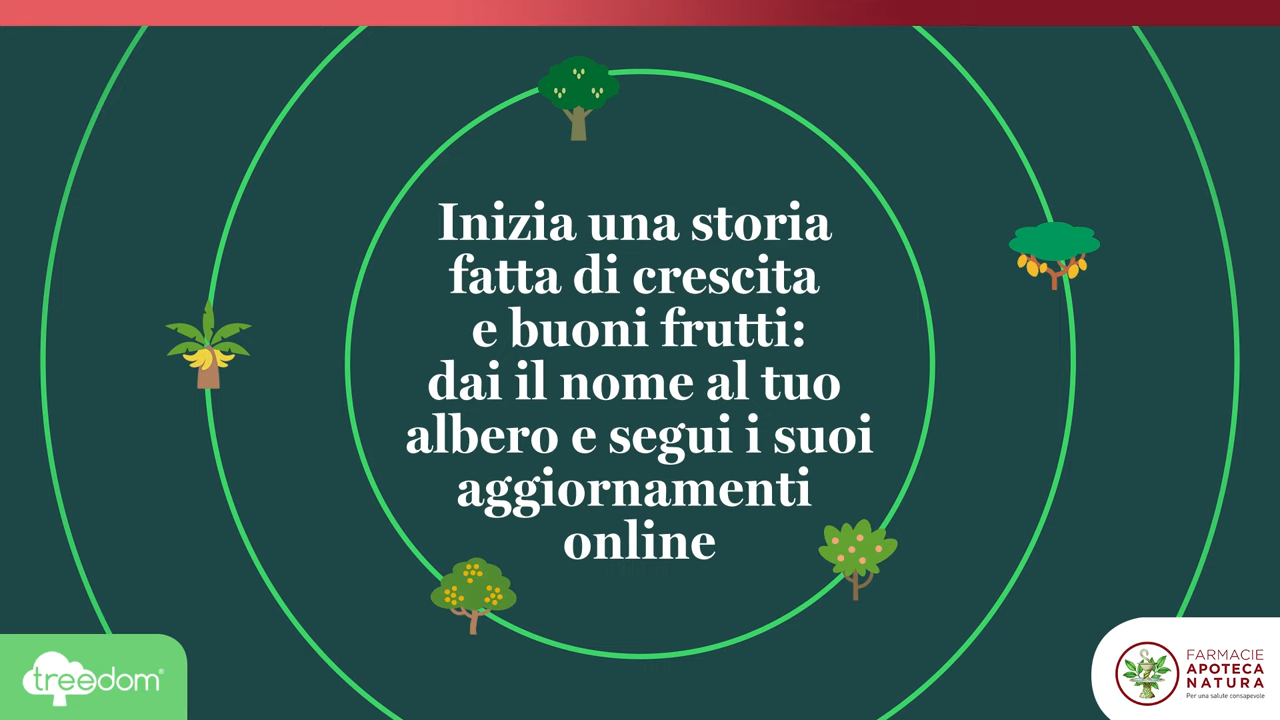 Inizia una storia
fatta di crescita
e buoni frutti:
dai il nome al tuo
albero e segui i suoi
aggiornamenti
online
treedom®
FARMACIE
APOTECA
NATURA
Per una salute consapevole